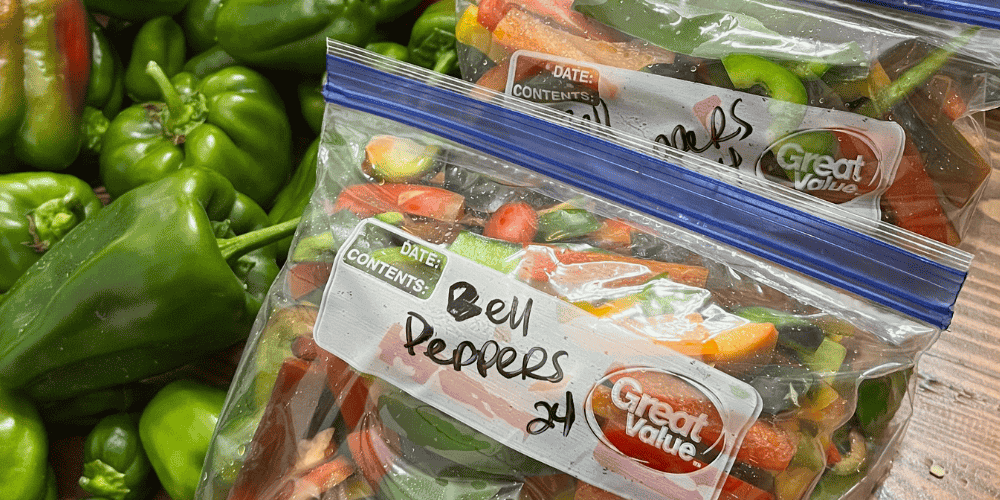 DATE:
CONTENTS:
Great
Value
DATE:
CONTENTS:
Bell
Peppers
24
Great
Value